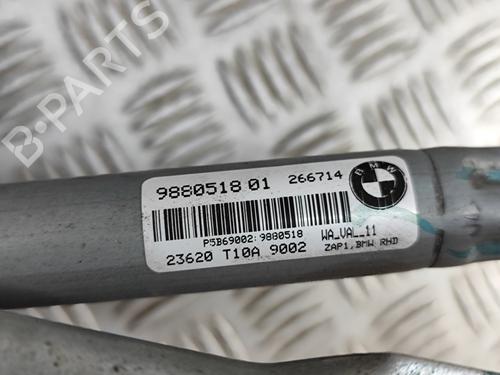 B-PARTS
9880518 01 266714
BMW
P5B69002:9880518 WA_VAL_11
23620 T10A 9002 ZAP1,BMW RHD